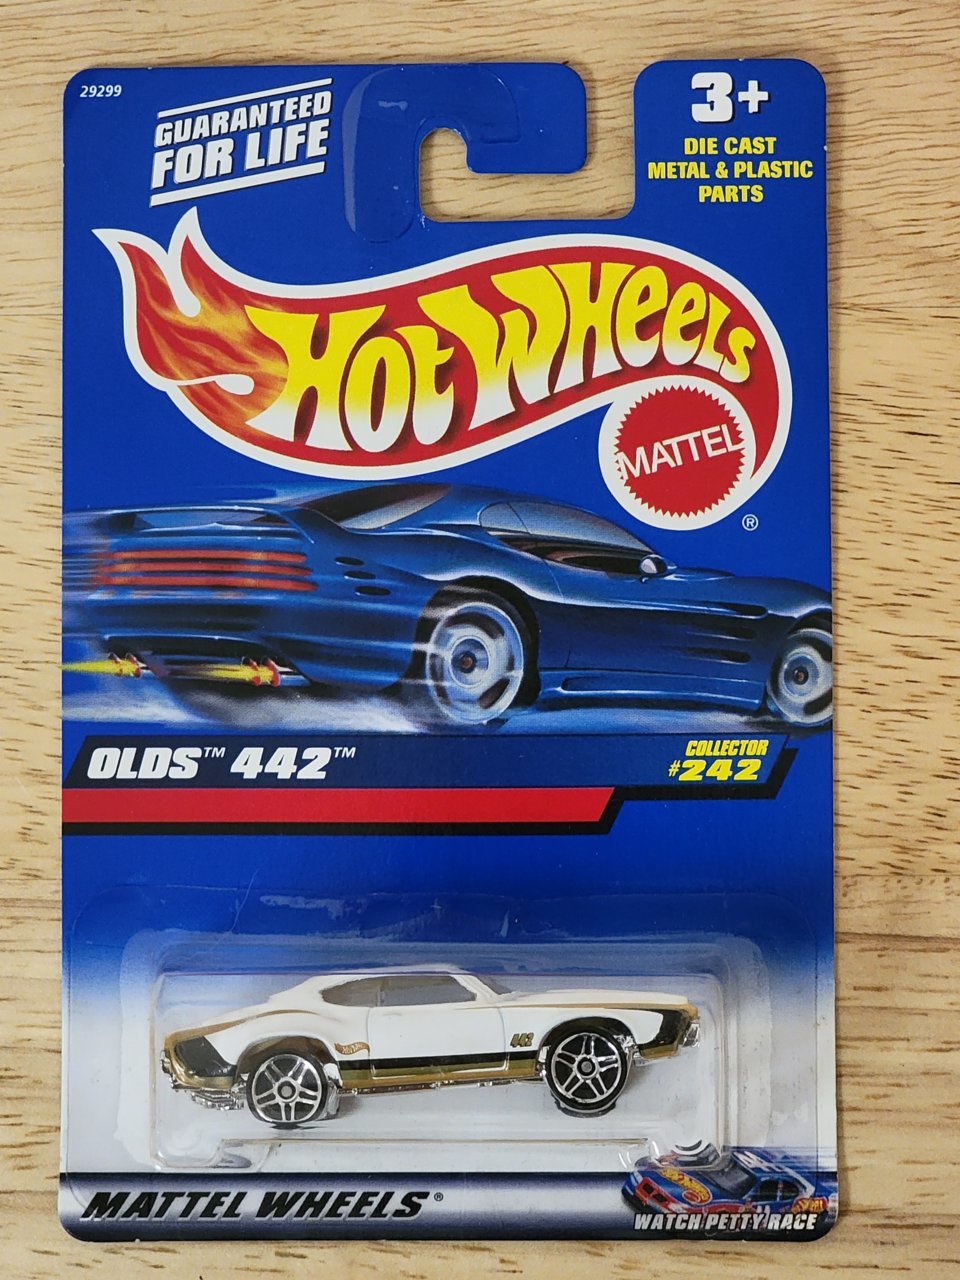 29299
GUARANTEED
FOR LIFE
3+
DIE CAST
METAL & PLASTIC
PARTS
HOT WHEELS
MATTEL
®
OLDS™ 442™
COLLECTOR
#242
442
MATTEL WHEELS®
WATCH PETTY RACE